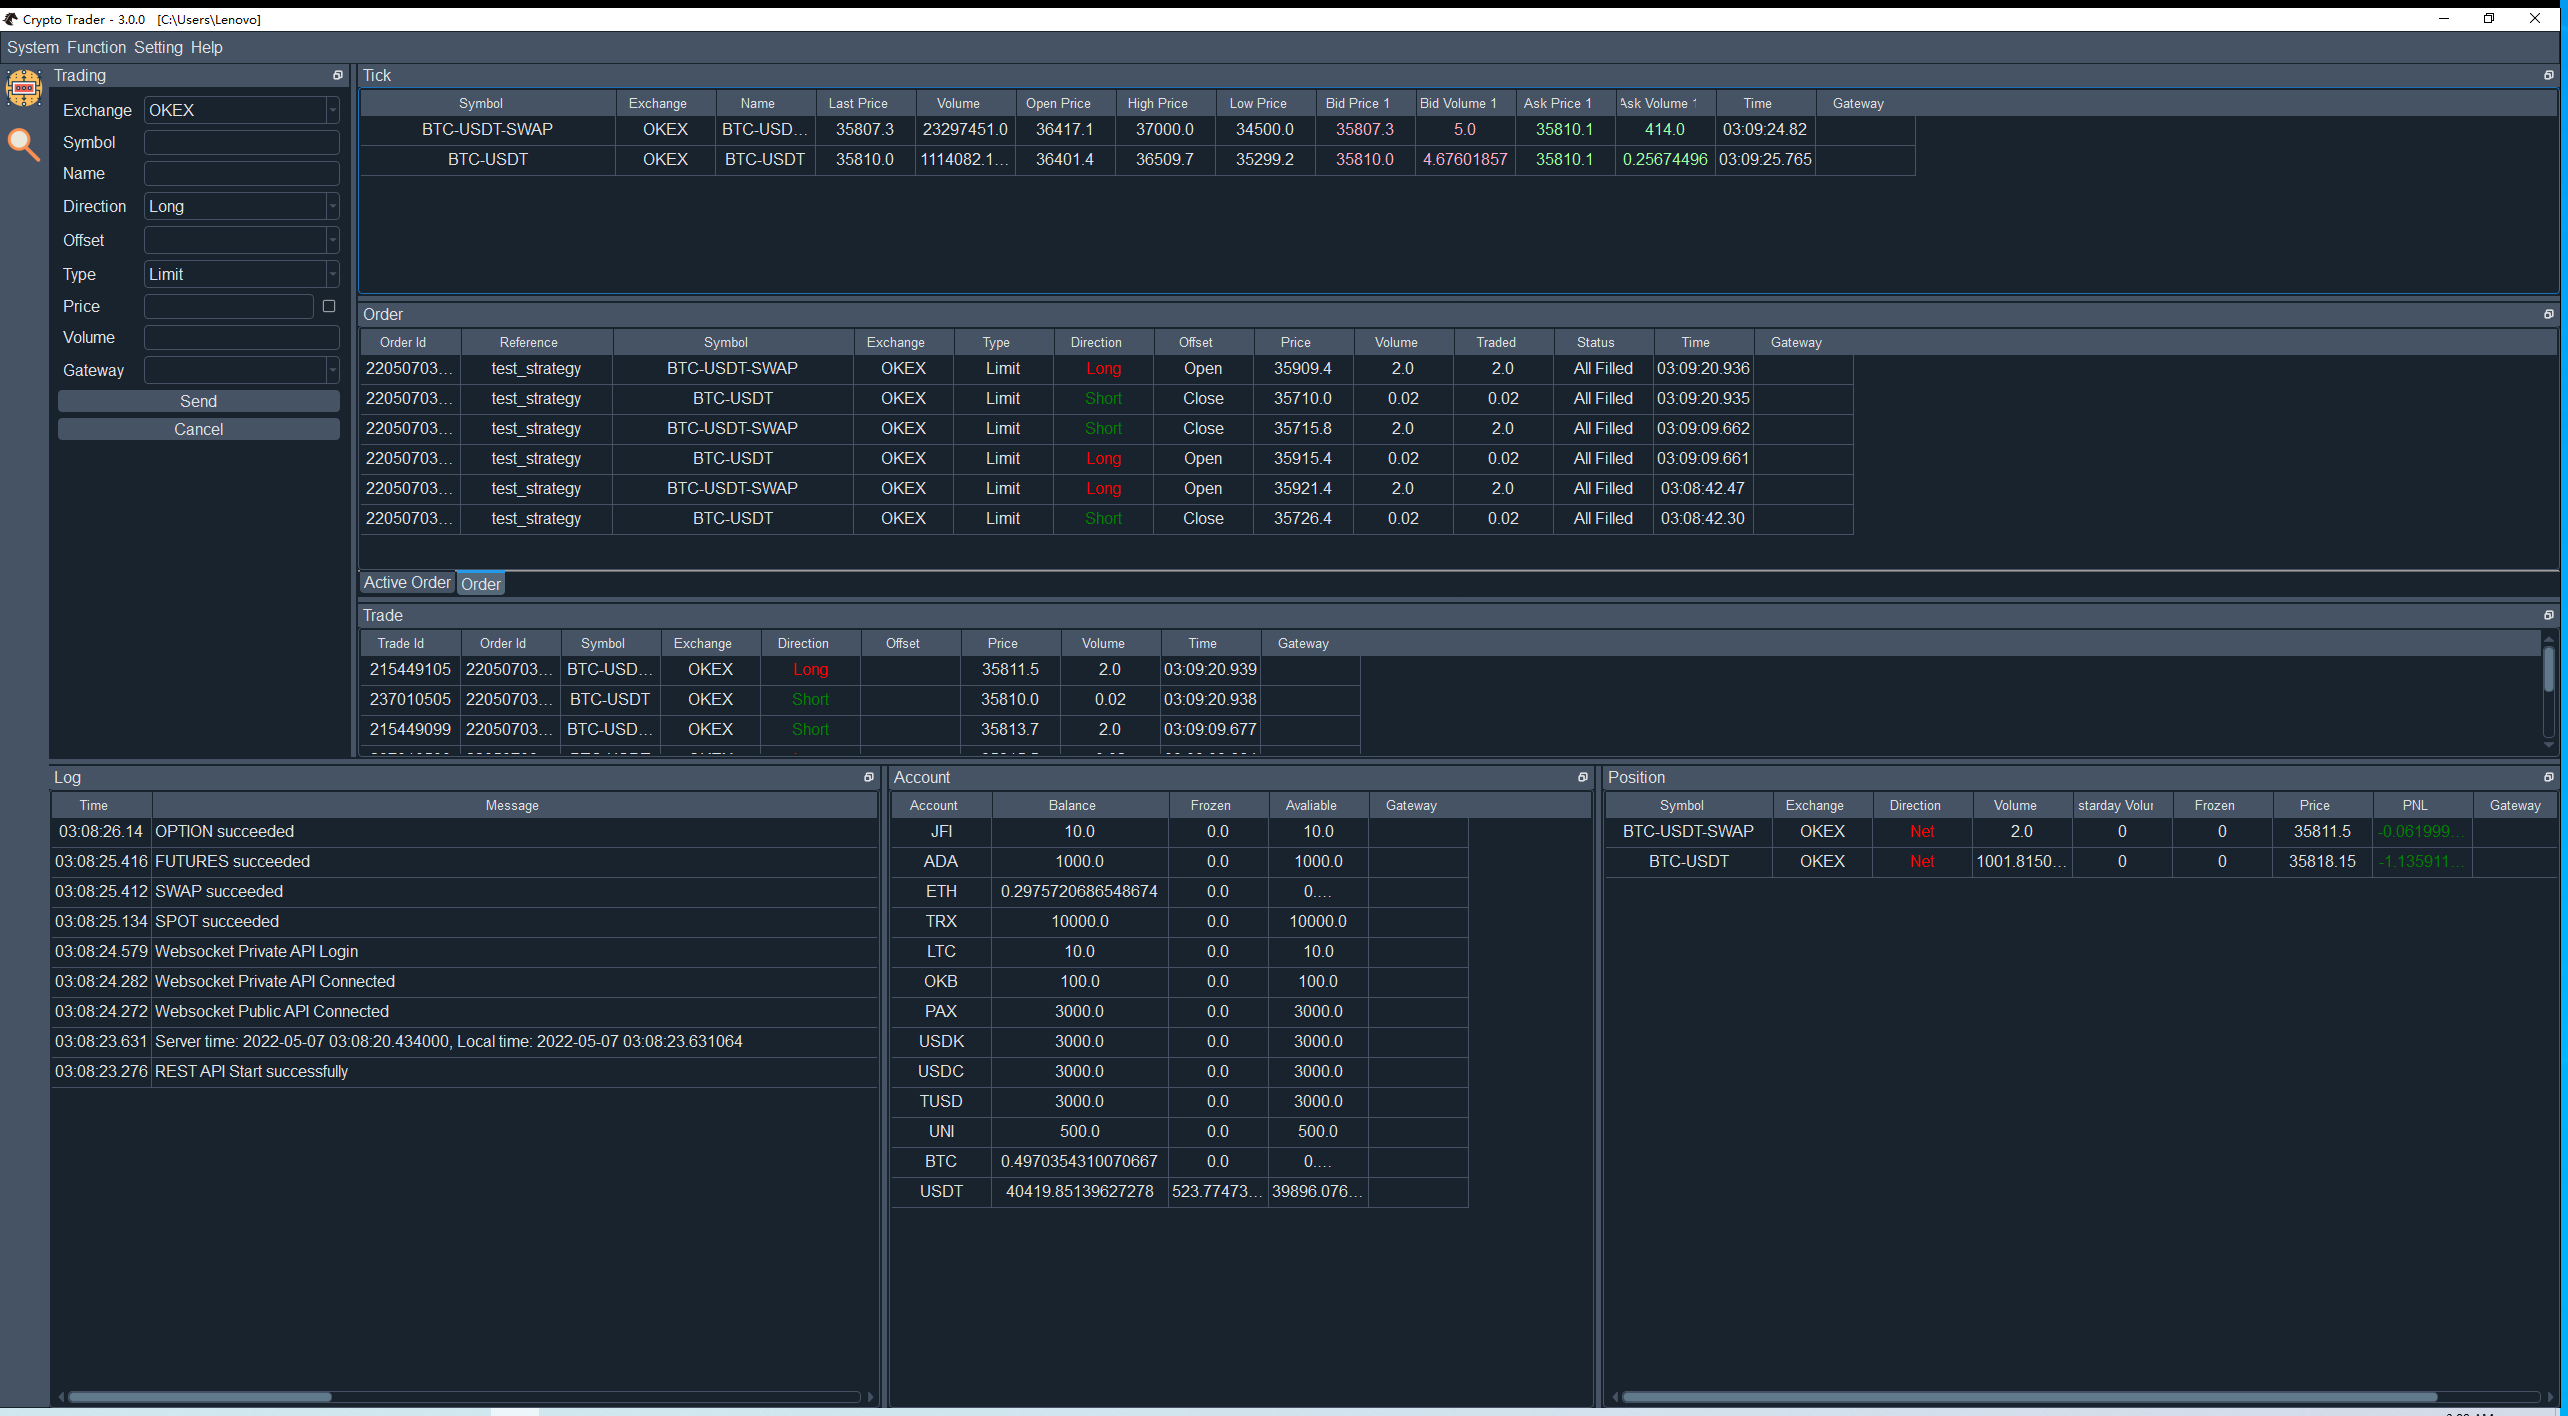 Crypto Trader - 3.0.0 [C:\Users\Lenovo]
System Function Setting Help
Trading
Exchange OKEX
Symbol
Name
Direction Long
Offset
Type Limit
Price
Volume
Gateway
Send
Cancel
Tick
Symbol Exchange Name Last Price Volume Open Price High Price Low Price Bid Price 1 Bid Volume 1 Ask Price 1 Ask Volume 1 Time Gateway
BTC-USDT-SWAP OKEX BTC-USD... 35807.3 23297451.0 36417.1 37000.0 34500.0 35807.3 5.0 35810.1 414.0 03:09:24.82
BTC-USDT OKEX BTC-USDT 35810.0 1114082.1... 36401.4 36509.7 35299.2 35810.0 4.67601857 35810.1 0.25674496 03:09:25.765
Order
Order Id Reference Symbol Exchange Type Direction Offset Price Volume Traded Status Time Gateway
22050703... test_strategy BTC-USDT-SWAP OKEX Limit Long Open 35909.4 2.0 2.0 All Filled 03:09:20.936
22050703... test_strategy BTC-USDT OKEX Limit Short Close 35710.0 0.02 0.02 All Filled 03:09:20.935
22050703... test_strategy BTC-USDT-SWAP OKEX Limit Short Close 35715.8 2.0 2.0 All Filled 03:09:09.662
22050703... test_strategy BTC-USDT OKEX Limit Long Open 35915.4 0.02 0.02 All Filled 03:09:09.661
22050703... test_strategy BTC-USDT-SWAP OKEX Limit Long Open 35921.4 2.0 2.0 All Filled 03:08:42.47
22050703... test_strategy BTC-USDT OKEX Limit Short Close 35726.4 0.02 0.02 All Filled 03:08:42.30
Active Order Order
Trade
Trade Id Order Id Symbol Exchange Direction Offset Price Volume Time Gateway
215449105 22050703... BTC-USD... OKEX Long 35811.5 2.0 03:09:20.939
237010505 22050703... BTC-USDT OKEX Short 35810.0 0.02 03:09:20.938
215449099 22050703... BTC-USD... OKEX Short 35813.7 2.0 03:09:09.677
Log
Time Message
03:08:26.14 OPTION succeeded
03:08:25.416 FUTURES succeeded
03:08:25.412 SWAP succeeded
03:08:25.134 SPOT succeeded
03:08:24.579 Websocket Private API Login
03:08:24.282 Websocket Private API Connected
03:08:24.272 Websocket Public API Connected
03:08:23.631 Server time: 2022-05-07 03:08:20.434000, Local time: 2022-05-07 03:08:23.631064
03:08:23.276 REST API Start successfully
Account
Account Balance Frozen Avaliable Gateway
JFI 10.0 0.0 10.0
ADA 1000.0 0.0 1000.0
ETH 0.2975720686548674 0.0 0....
TRX 10000.0 0.0 10000.0
LTC 10.0 0.0 10.0
OKB 100.0 0.0 100.0
PAX 3000.0 0.0 3000.0
USDK 3000.0 0.0 3000.0
USDC 3000.0 0.0 3000.0
TUSD 3000.0 0.0 3000.0
UNI 500.0 0.0 500.0
BTC 0.4970354310070667 0.0 0....
USDT 40419.85139627278 523.77473... 39896.076...
Position
Symbol Exchange Direction Volume starday Volur Frozen Price PNL Gateway
BTC-USDT-SWAP OKEX Net 2.0 0 0 35811.5 -0.061999...
BTC-USDT OKEX Net 1001.8150... 0 0 35818.15 -1.135911...